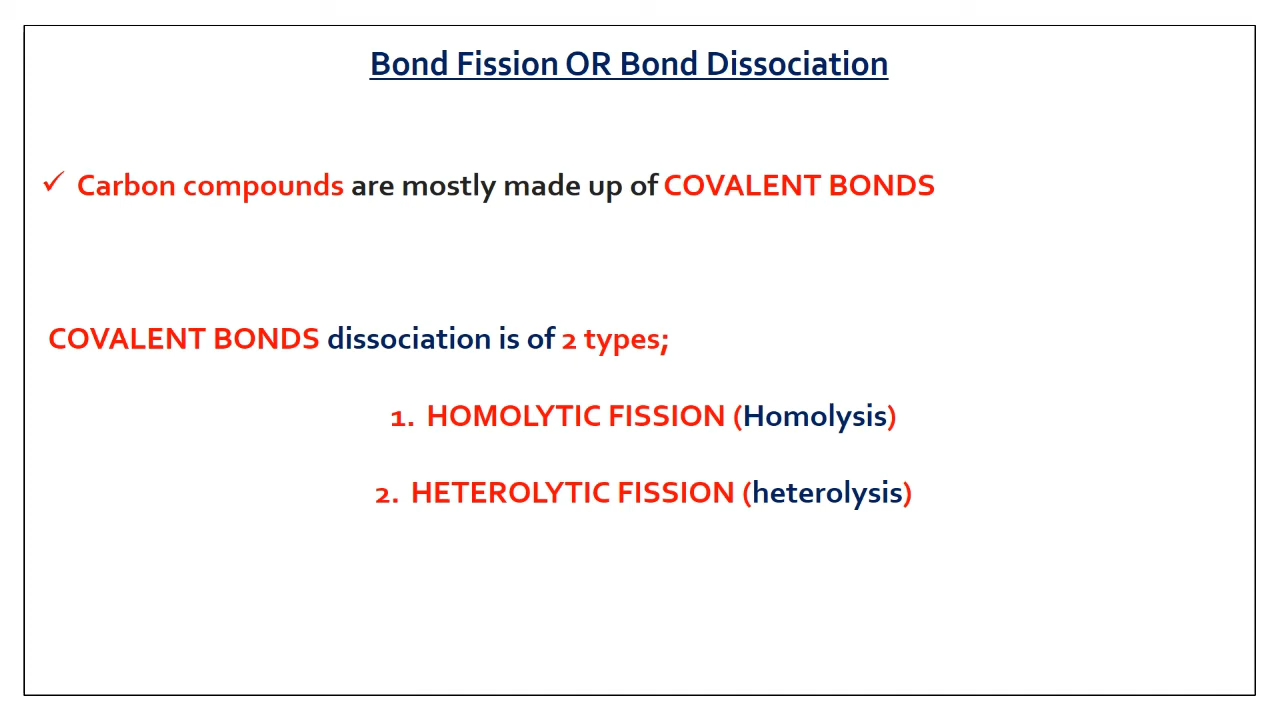 Bond Fission OR Bond Dissociation
✓ Carbon compounds are mostly made up of COVALENT BONDS
COVALENT BONDS dissociation is of 2 types;
1. HOMOLYTIC FISSION (Homolysis)
2. HETEROLYTIC FISSION (heterolysis)